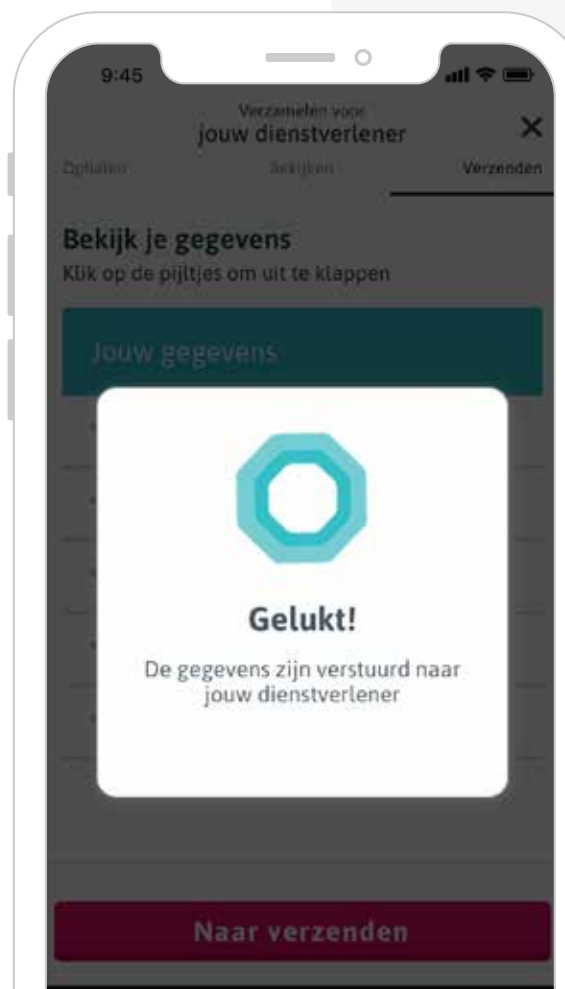 9:45
Verzamelen voor
jouw dienstverlener
Ophalen Bekijken Verzenden
Bekijk je gegevens
Klik op de pijltjes om uit te klappen
Jouw gegevens
Gelukt!
De gegevens zijn verstuurd naar
jouw dienstverlener
Naar verzenden